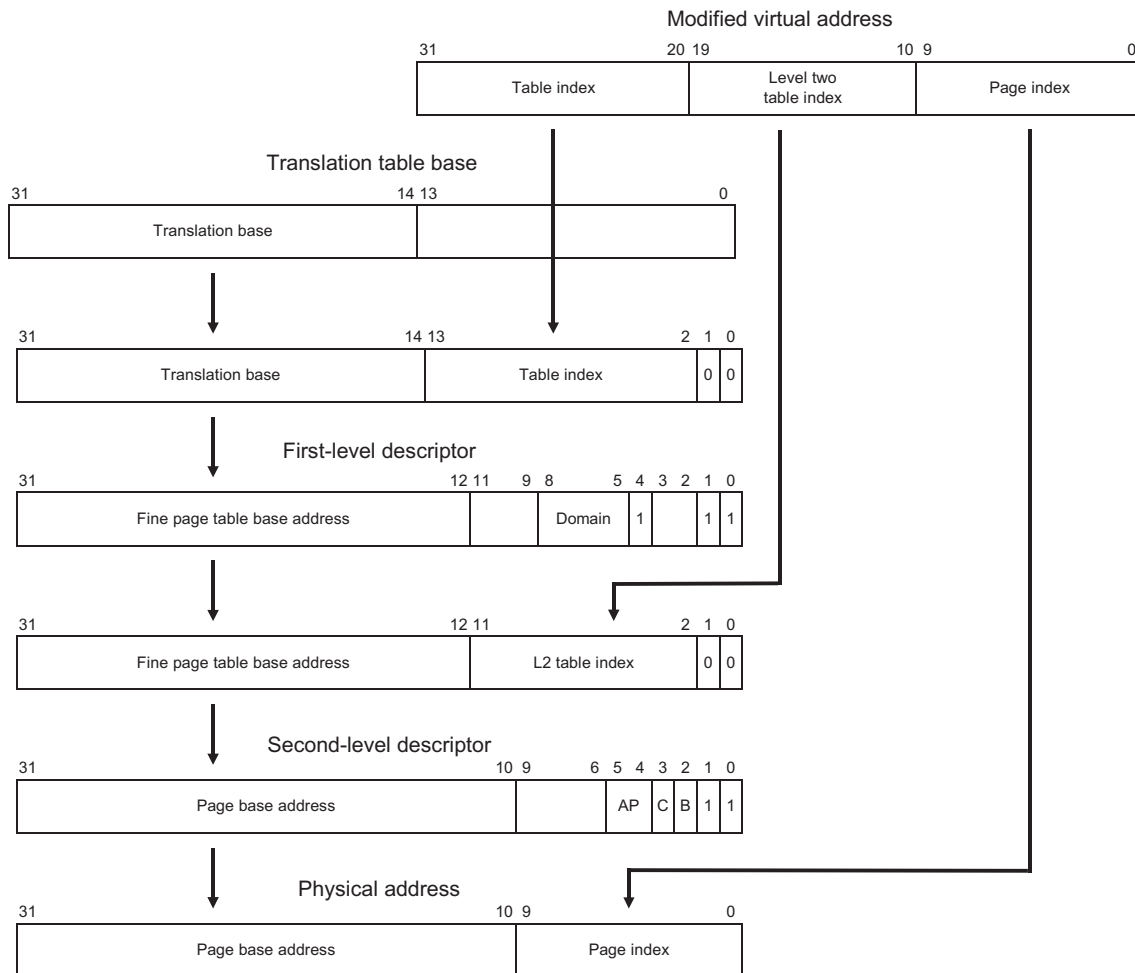 Modified virtual address
31 20 19 10 9 0
Table index
Level two
table index
Page index
Translation table base
31 14 13 0
Translation base
31 14 13 2 1 0
Translation base Table index 0 0
First-level descriptor
31 12 11 9 8 5 4 3 2 1 0
Fine page table base address Domain 1 1 1
31 12 11 2 1 0
Fine page table base address L2 table index 0 0
Second-level descriptor
31 10 9 6 5 4 3 2 1 0
Page base address AP C B 1 1
Physical address
31 10 9 0
Page base address Page index